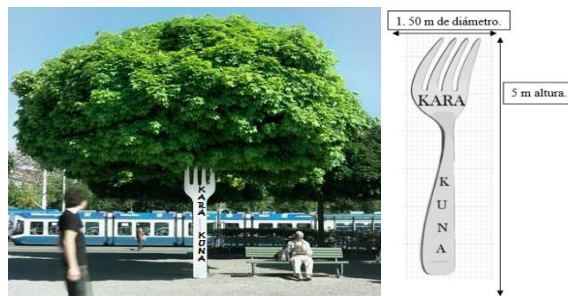 KARA KUNA
1. 50 m de diámetro.
KARA
5 m altura.
K
U
N
A